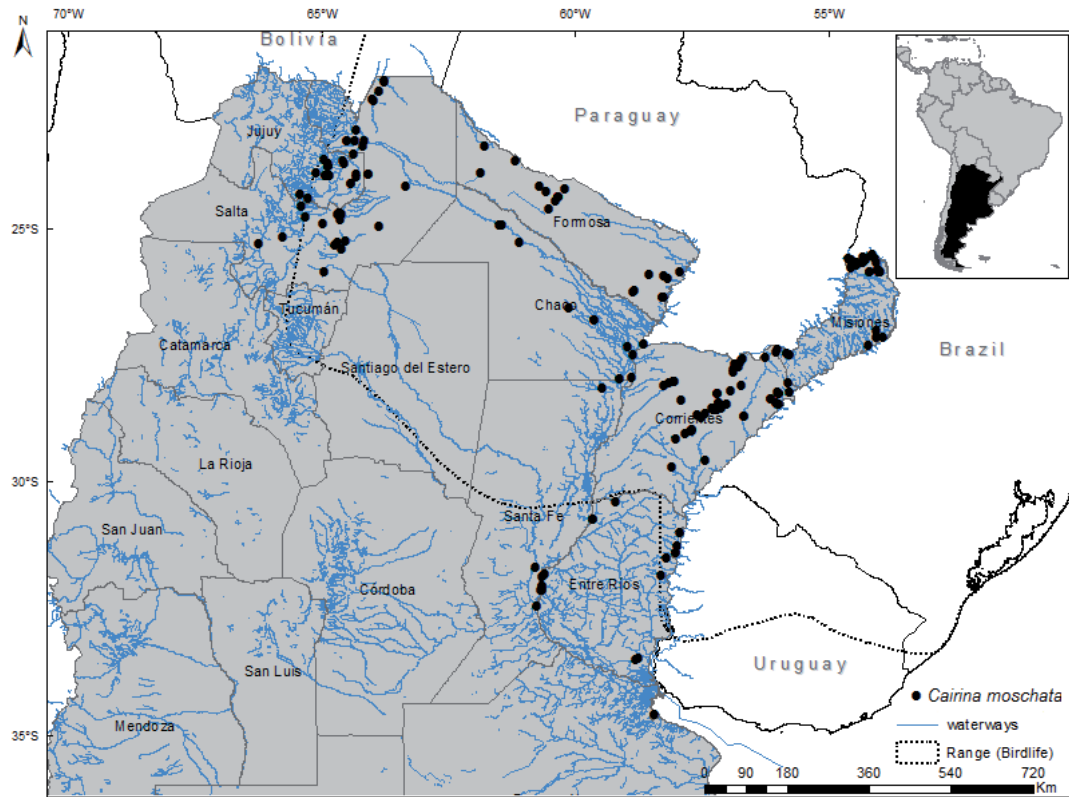 70°W 65°W 60°W 55°W
N
Bolivia
Paraguay
Jujuy
Salta
25°S
Formosa
Chaco
Tucumán
Misiones
Catamarca
Brazil
Santiago del Estero
Corrientes
La Rioja
30°S
Santa Fe
San Juan
Córdoba
Entre Ríos
San Luis
Uruguay
Cairina moschata
Mendoza
waterways
35°S
Range (Birdlife)
0 90 180 360 540 720
Km